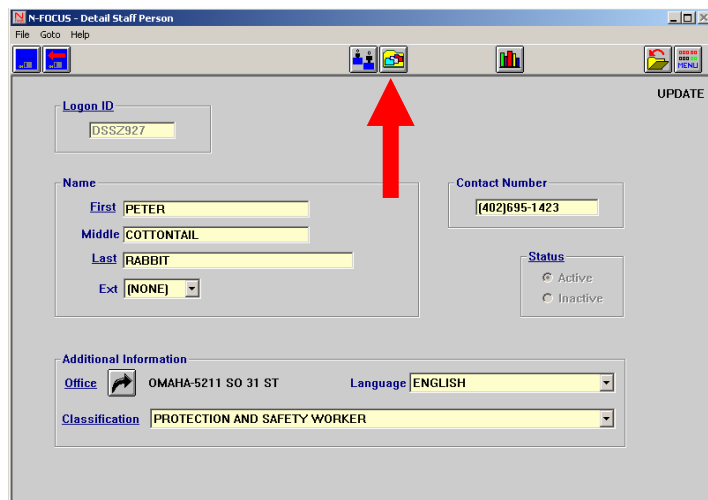 N-FOCUS - Detail Staff Person
File Goto Help
MENU
UPDATE
Logon ID
DSSZ927
Name
First PETER
Middle COTTONTAIL
Last RABBIT
Ext (NONE)
Contact Number
(402)695-1423
Status
Active
Inactive
Additional Information
Office OMAHA-5211 SO 31 ST Language ENGLISH
Classification PROTECTION AND SAFETY WORKER